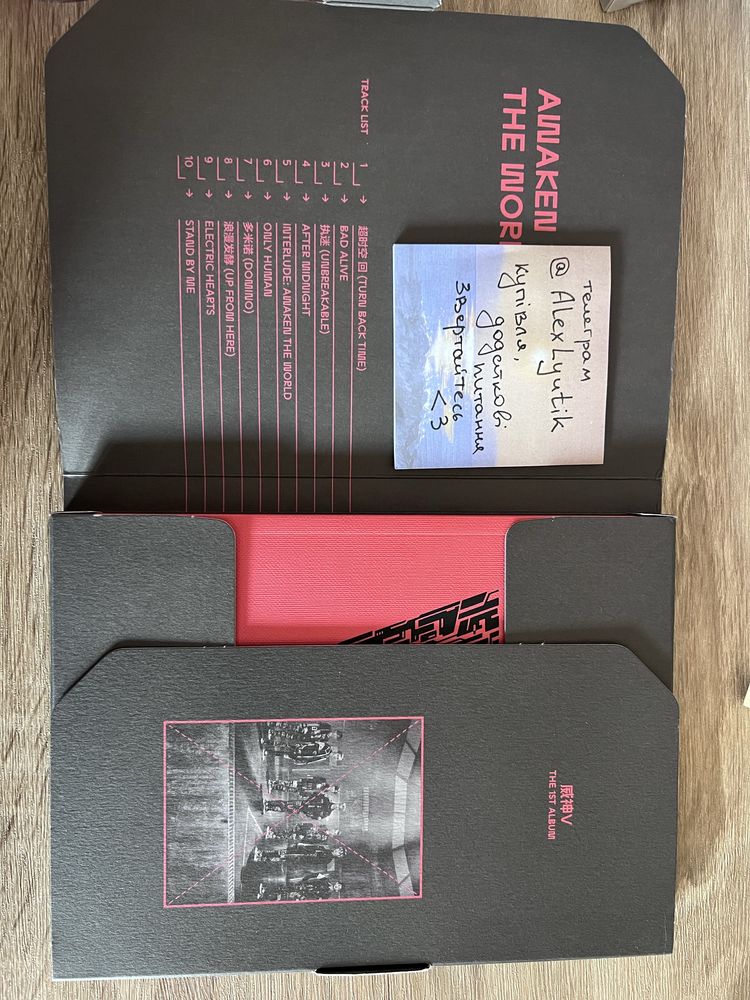 AWAKEN
THE WORL
TRACK LIST
1 → 超时空 回 (TURN BACK TIME)
2 → BAD ALIVE
3 → 执迷 (UNBREAKABLE)
4 → AFTER MIDNIGHT
5 → INTERLUDE: AWAKEN THE WORLD
6 → ONLY HUMAN
7 → 多米诺 (DOMINO)
8 → 浪漫发酵 (UP FROM HERE)
9 → ELECTRIC HEARTS
10 → STAND BY ME
телеграм
@AlexLyutik
купівля,
додаткові
питання
звертайтесь
<3
威神V
THE 1ST ALBUM